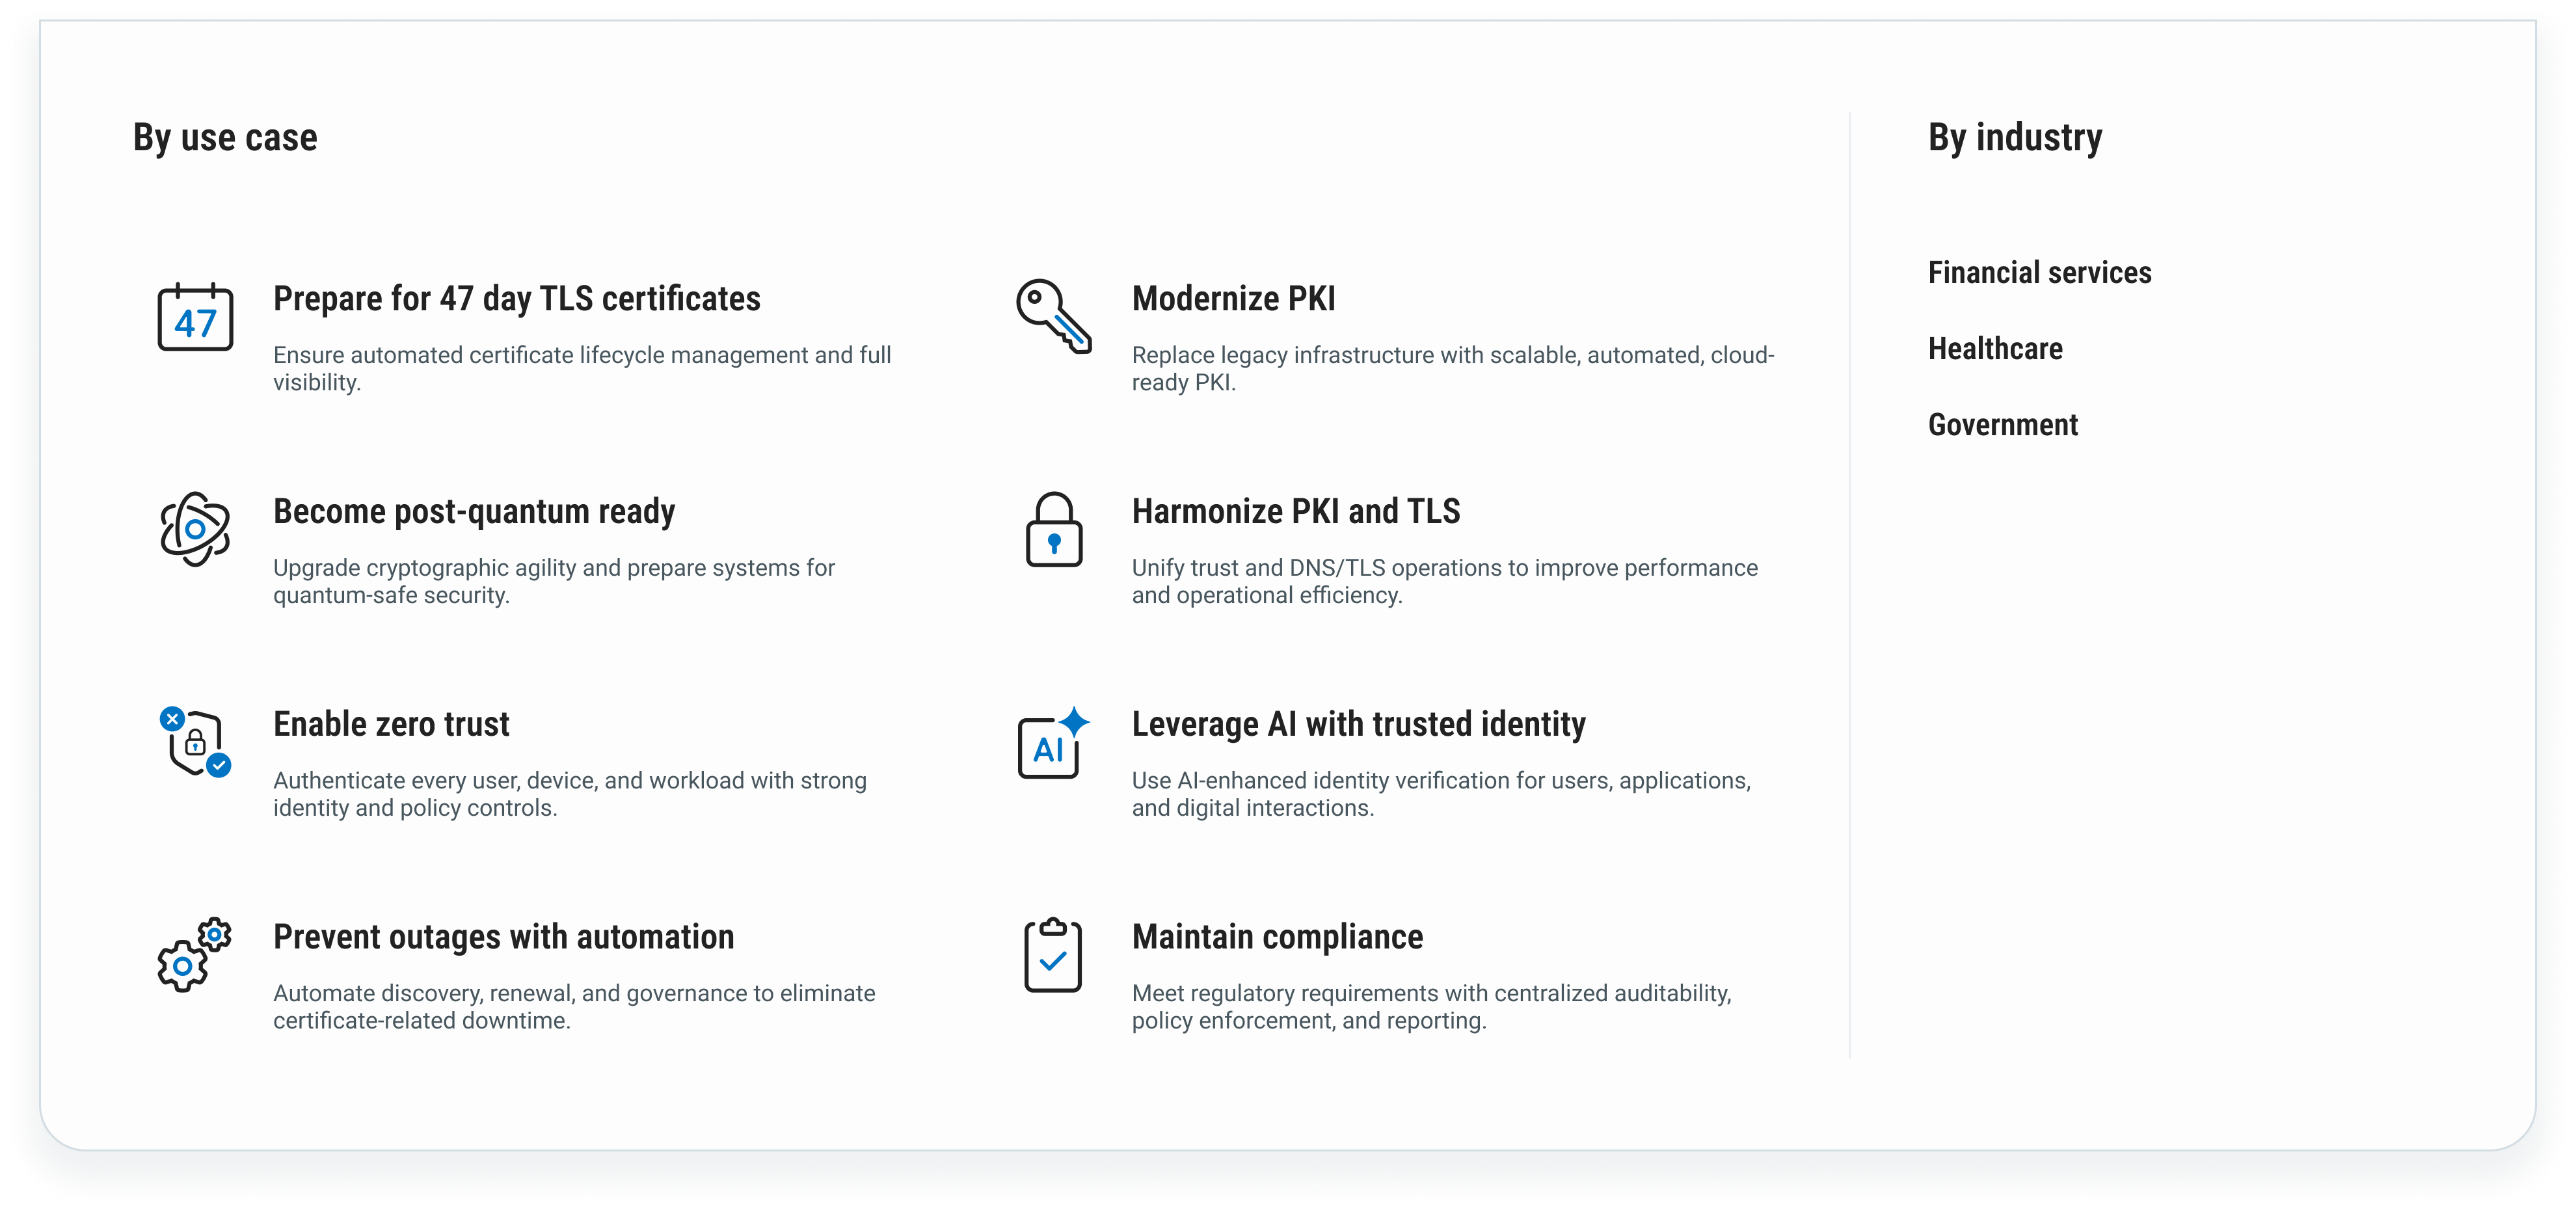 By use case
47
Prepare for 47 day TLS certificates
Ensure automated certificate lifecycle management and full
visibility.
Become post-quantum ready
Upgrade cryptographic agility and prepare systems for
quantum-safe security.
Enable zero trust
Authenticate every user, device, and workload with strong
identity and policy controls.
Prevent outages with automation
Automate discovery, renewal, and governance to eliminate
certificate-related downtime.
Modernize PKI
Replace legacy infrastructure with scalable, automated, cloud-
ready PKI.
Harmonize PKI and TLS
Unify trust and DNS/TLS operations to improve performance
and operational efficiency.
AI
Leverage AI with trusted identity
Use AI-enhanced identity verification for users, applications,
and digital interactions.
Maintain compliance
Meet regulatory requirements with centralized auditability,
policy enforcement, and reporting.
By industry
Financial services
Healthcare
Government